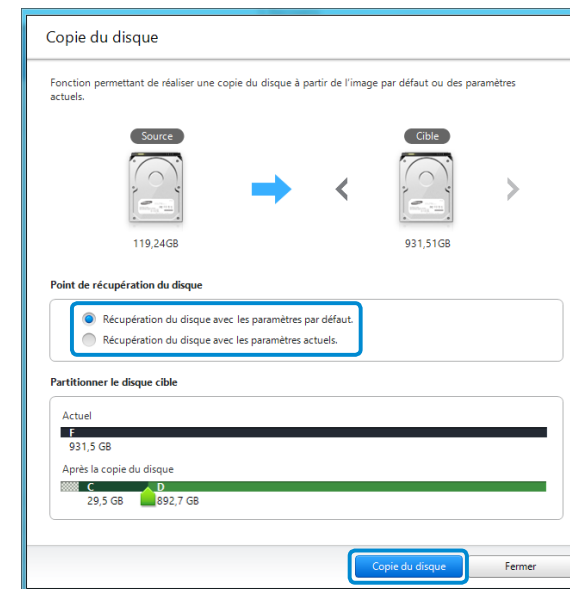 Copie du disque
Fonction permettant de réaliser une copie du disque à partir de l'image par défaut ou des paramètres
actuels.
Source
Cible
119,24GB
931,51GB
Point de récupération du disque
Récupération du disque avec les paramètres par défaut.
Récupération du disque avec les paramètres actuels.
Partitionner le disque cible
Actuel
F
931,5 GB
Après la copie du disque
C D
29,5 GB 892,7 GB
Copie du disque Fermer